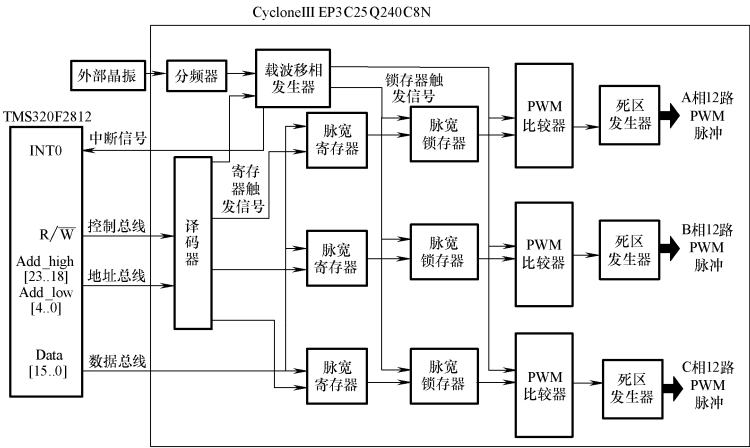 CycloneIII EP3C25Q240C8N
外部晶振
分频器
载波移相
发生器
锁存器触
发信号
TMS320F2812
中断信号
INT0
R/W̅
控制总线
Add_high
[23..18]
地址总线
Add_low
[4..0]
Data
[15..0]
数据总线
译
码
器
寄存
器触
发信号
脉宽
寄存器
脉宽
锁存器
PWM
比较器
死区
发生器
A相12路
PWM
脉冲
脉宽
寄存器
脉宽
锁存器
PWM
比较器
死区
发生器
B相12路
PWM
脉冲
脉宽
寄存器
脉宽
锁存器
PWM
比较器
死区
发生器
C相12路
PWM
脉冲